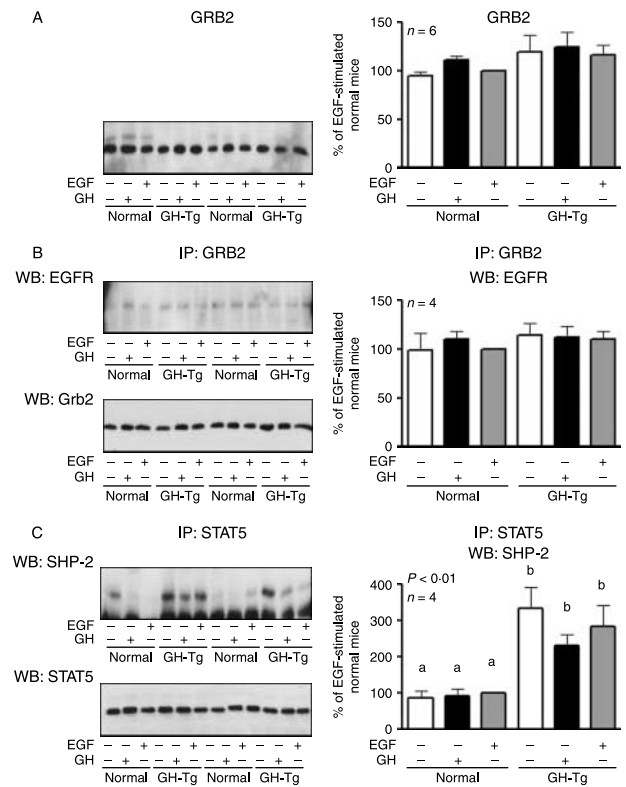 A
GRB2
EGF – – + – – + – – + – – +
GH – + – – + – – + – – + –
Normal GH-Tg Normal GH-Tg
GRB2
n = 6
% of EGF-stimulated
normal mice
150
100
50
0
EGF – – + – – +
GH – + – – + –
Normal GH-Tg
B
IP: GRB2
WB: EGFR
EGF – – + – – + – – + – – +
GH – + – – + – – + – – + –
Normal GH-Tg Normal GH-Tg
WB: Grb2
EGF – – + – – + – – + – – +
GH – + – – + – – + – – + –
Normal GH-Tg Normal GH-Tg
IP: GRB2
WB: EGFR
n = 4
% of EGF-stimulated
normal mice
150
100
50
0
EGF – – + – – +
GH – + – – + –
Normal GH-Tg
C
IP: STAT5
WB: SHP-2
EGF – – + – – + – – + – – +
GH – + – – + – – + – – + –
Normal GH-Tg Normal GH-Tg
WB: STAT5
EGF – – + – – + – – + – – +
GH – + – – + – – + – – + –
Normal GH-Tg Normal GH-Tg
IP: STAT5
WB: SHP-2
P < 0·01
n = 4
% of EGF-stimulated
normal mice
400
300
200
100
0
a a a b b b
EGF – – + – – +
GH – + – – + –
Normal GH-Tg